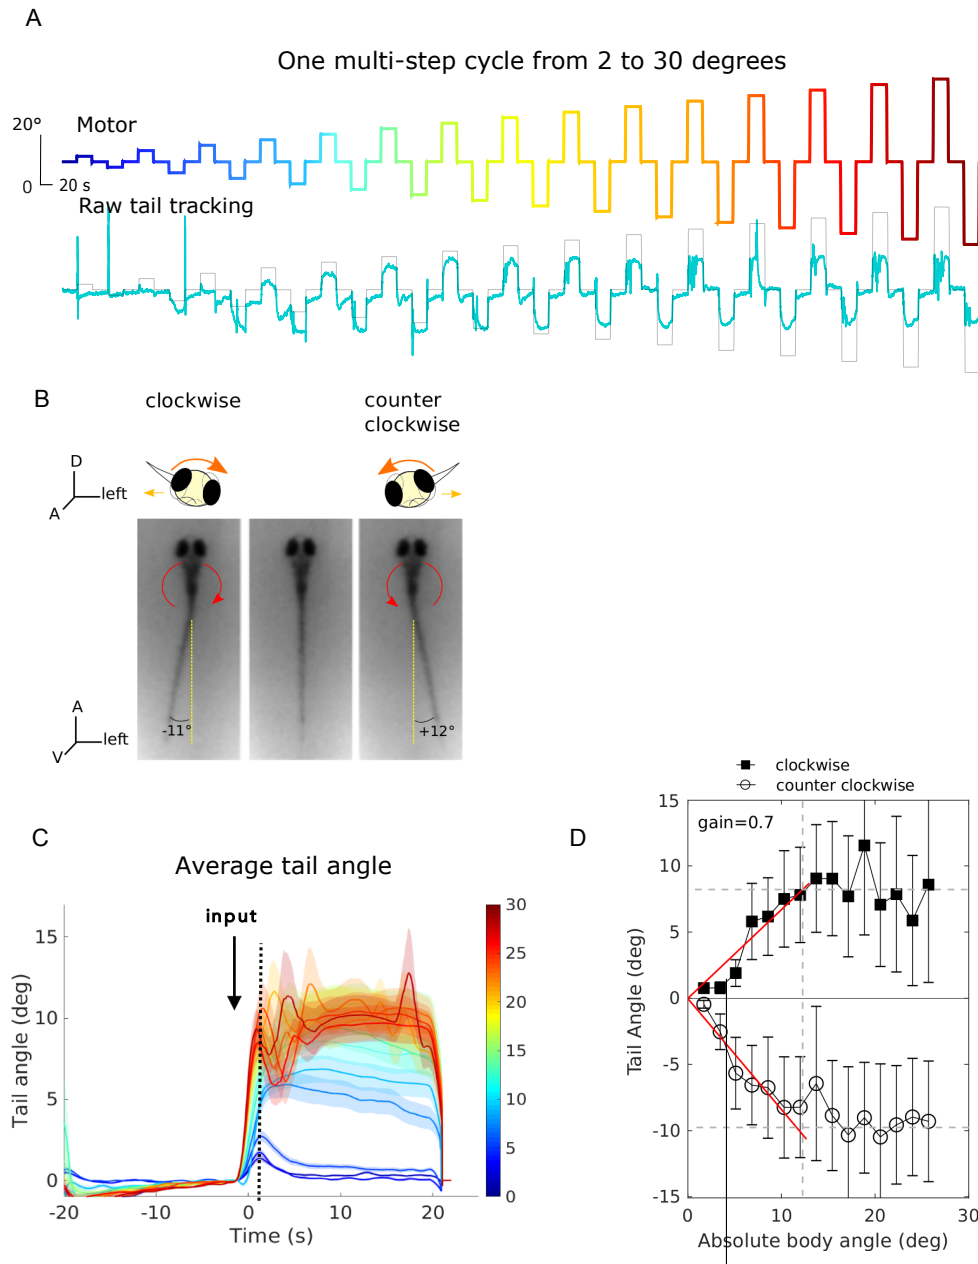 A
One multi-step cycle from 2 to 30 degrees
20°
Motor
0
20 s
Raw tail tracking
B
clockwise
counter
clockwise
D
left
A
A
left
V
-11°
+12°
C
Average tail angle
input
Tail angle (deg)
15
10
5
0
-20
-10
0
10
20
Time (s)
30
25
20
15
10
5
0
D
clockwise
counter clockwise
gain=0.7
Tail Angle (deg)
15
10
5
0
-5
-10
-15
0
10
20
30
Absolute body angle (deg)